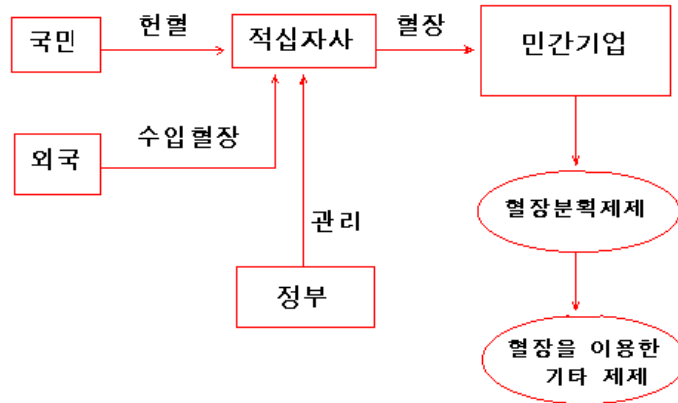 국민
헌혈
적십자사
혈장
민간기업
외국
수입혈장
혈장분획제제
관리
정부
혈장을 이용한
기타 제제